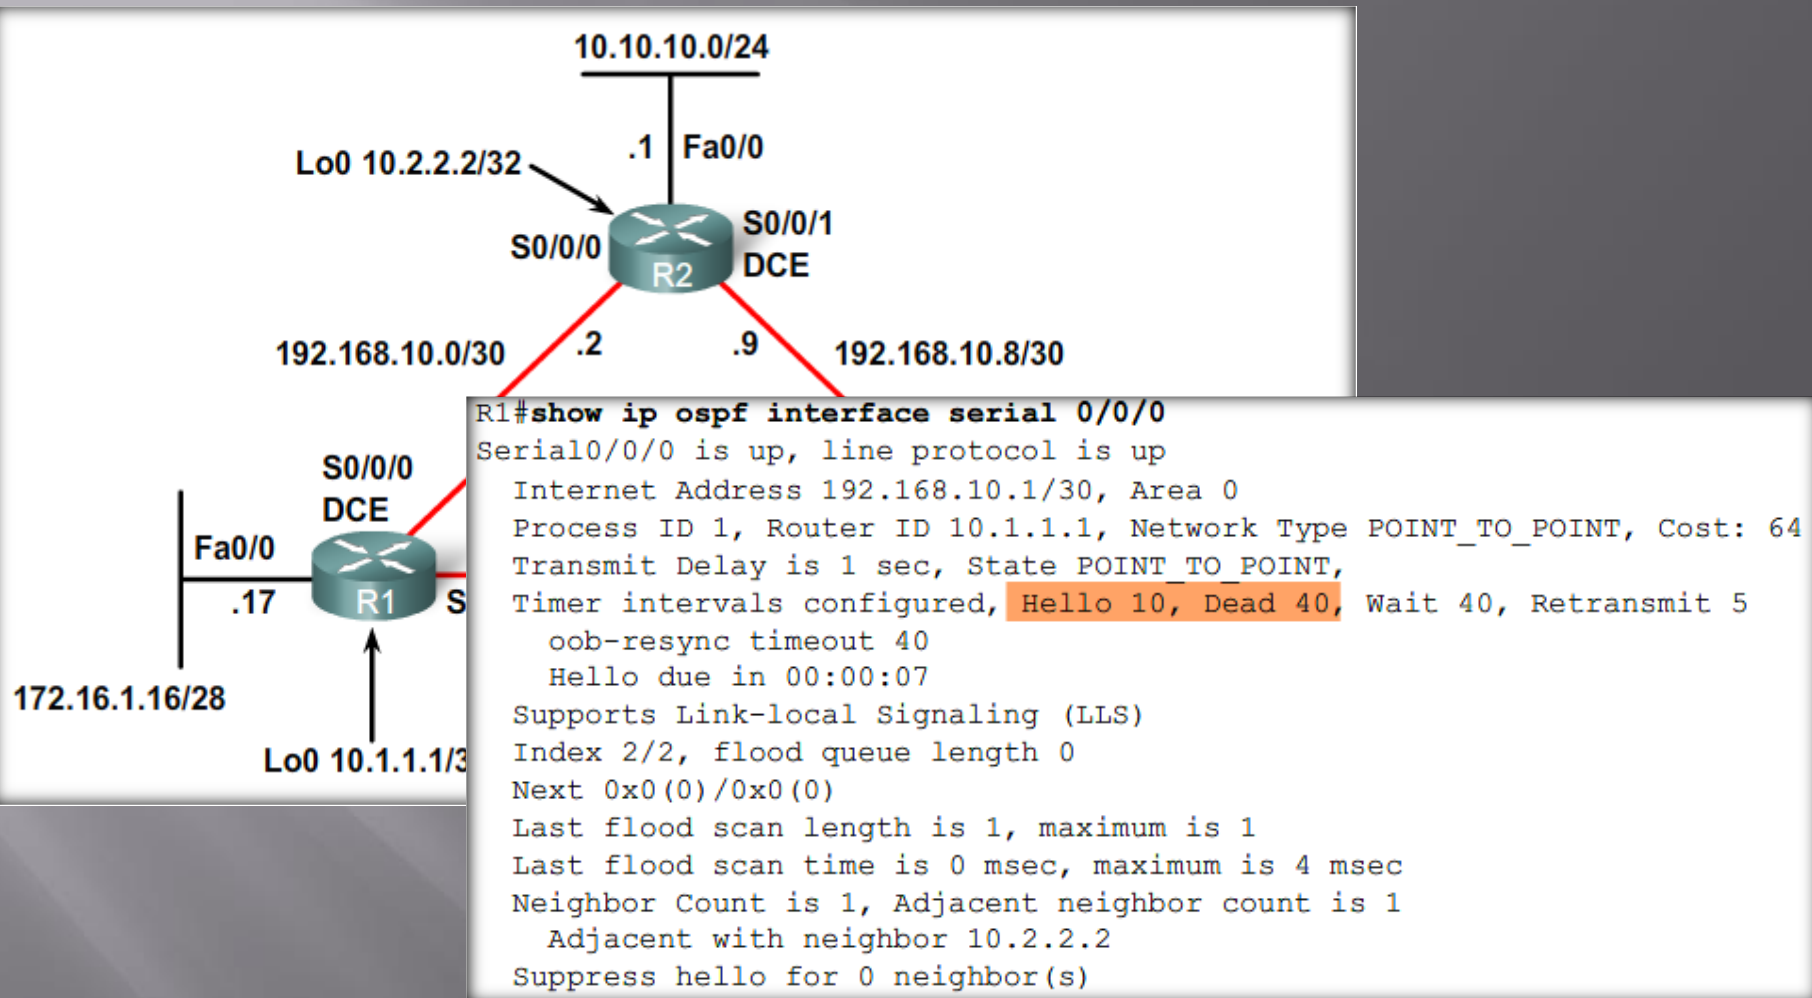 10.10.10.0/24
.1 Fa0/0
Lo0 10.2.2.2/32
S0/0/1
S0/0/0
DCE
R2
192.168.10.0/30
.2
.9
192.168.10.8/30
S0/0/0
DCE
Fa0/0
.17
R1
S
172.16.1.16/28
Lo0 10.1.1.1/3
R1#show ip ospf interface serial 0/0/0
Serial0/0/0 is up, line protocol is up
Internet Address 192.168.10.1/30, Area 0
Process ID 1, Router ID 10.1.1.1, Network Type POINT_TO_POINT, Cost: 64
Transmit Delay is 1 sec, State POINT_TO_POINT,
Timer intervals configured, Hello 10, Dead 40, Wait 40, Retransmit 5
oob-resync timeout 40
Hello due in 00:00:07
Supports Link-local Signaling (LLS)
Index 2/2, flood queue length 0
Next 0x0(0)/0x0(0)
Last flood scan length is 1, maximum is 1
Last flood scan time is 0 msec, maximum is 4 msec
Neighbor Count is 1, Adjacent neighbor count is 1
Adjacent with neighbor 10.2.2.2
Suppress hello for 0 neighbor(s)